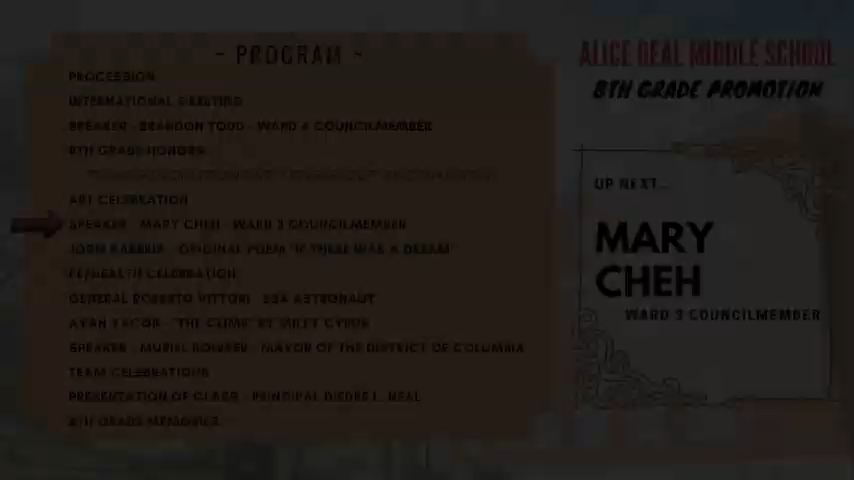 ~ PROGRAM ~
PROCESSION
INTERNATIONAL GREETING
SPEAKER - BRANDON TODD - WARD 4 COUNCILMEMBER
8TH GRADE HONORS
ART CELEBRATION
SPEAKER - MARY CHEH - WARD 3 COUNCILMEMBER
- ORIGINAL POEM "IF THERE WAS A DREAM"
PE/HEALTH CELEBRATION
GENERAL ROBERTO VITTORI - ESA ASTRONAUT
- "THE CLIMB" BY MILEY CYRUS
SPEAKER - MURIEL BOWSER - MAYOR OF THE DISTRICT OF COLUMBIA
TEAM CELEBRATIONS
PRESENTATION OF CLASS - PRINCIPAL DIEDRE L. NEAL
8TH GRADE MEMORIES
ALICE DEAL MIDDLE SCHOOL
8TH GRADE PROMOTION
UP NEXT...
MARY
CHEH
WARD 3 COUNCILMEMBER